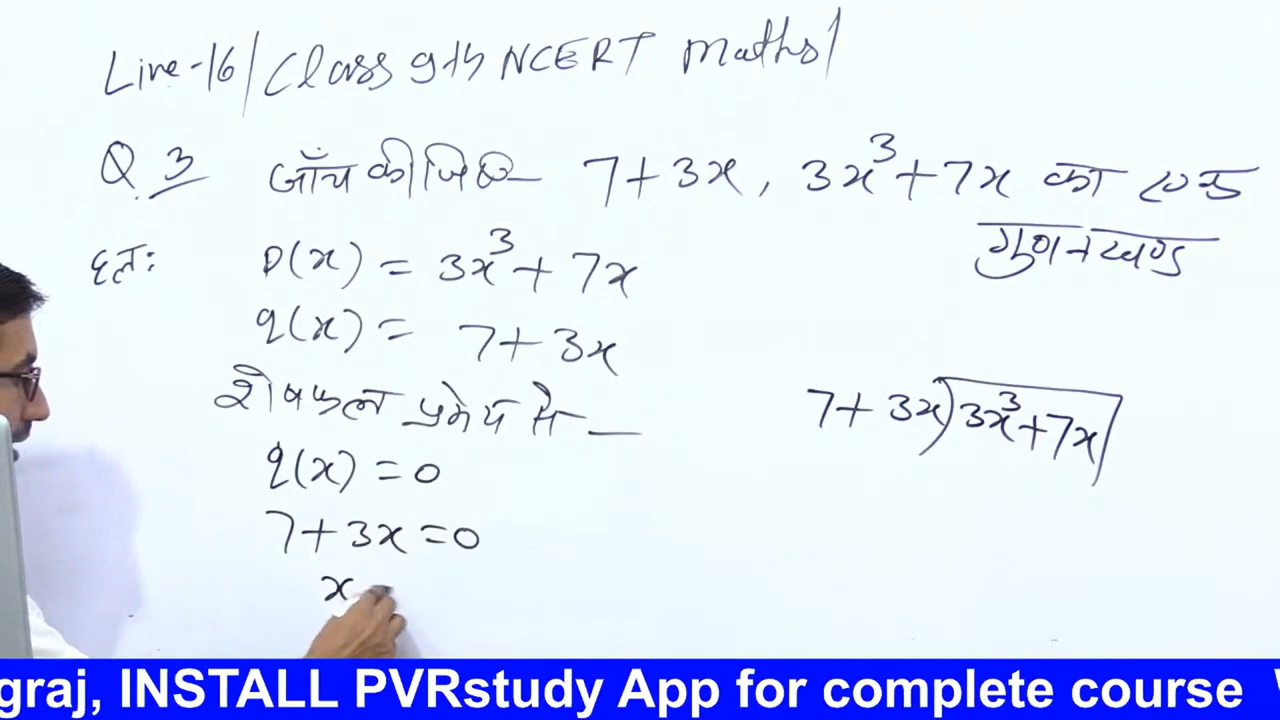 Live-16/Class 9th NCERT Maths/
Q. 3 जाँच कीजिए- 7+3x, 3x³+7x का एक
गुणनखण्ड
हल:
p(x) = 3x³+7x
q(x) = 7+3x
शेषफल प्रमेय से —
q(x) = 0
7+3x=0
x
7+3x)3x³+7x(
graj, INSTALL PVRstudy App for complete course